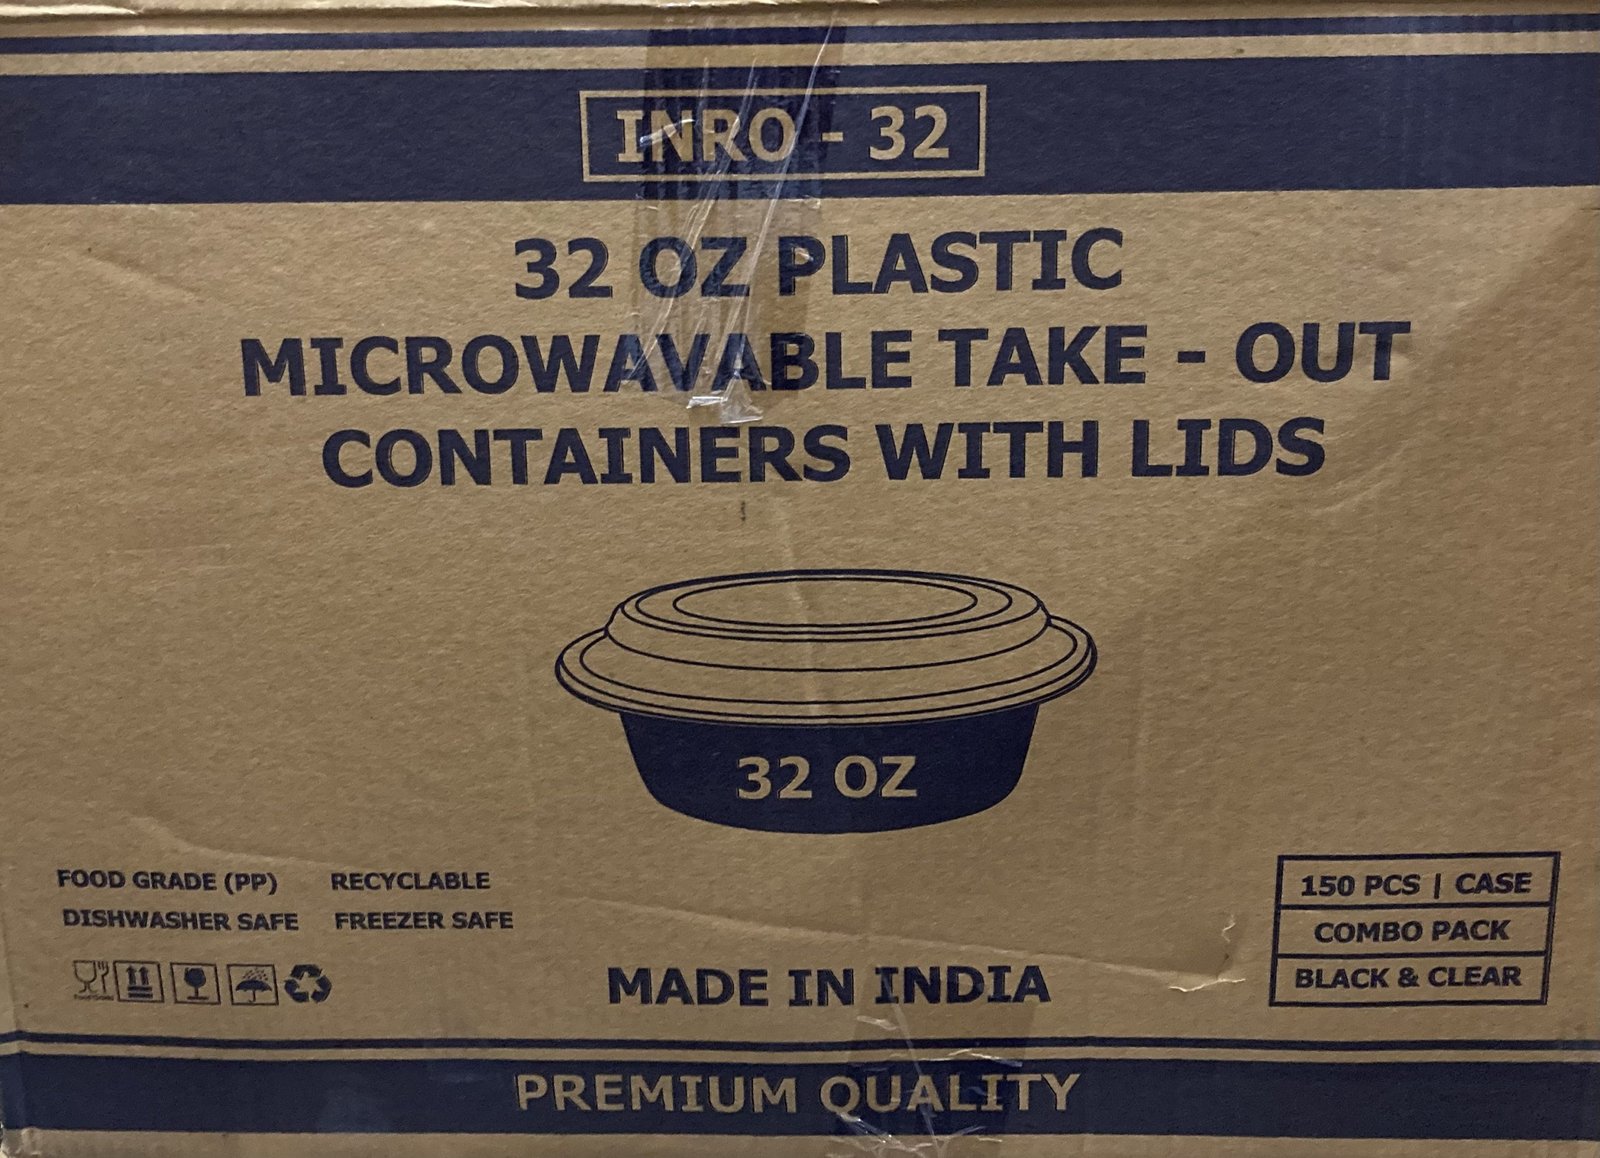 INRO - 32
32 OZ PLASTIC
MICROWAVABLE TAKE - OUT
CONTAINERS WITH LIDS
32 OZ
FOOD GRADE (PP) RECYCLABLE
DISHWASHER SAFE FREEZER SAFE
150 PCS | CASE
COMBO PACK
BLACK & CLEAR
MADE IN INDIA
PREMIUM QUALITY